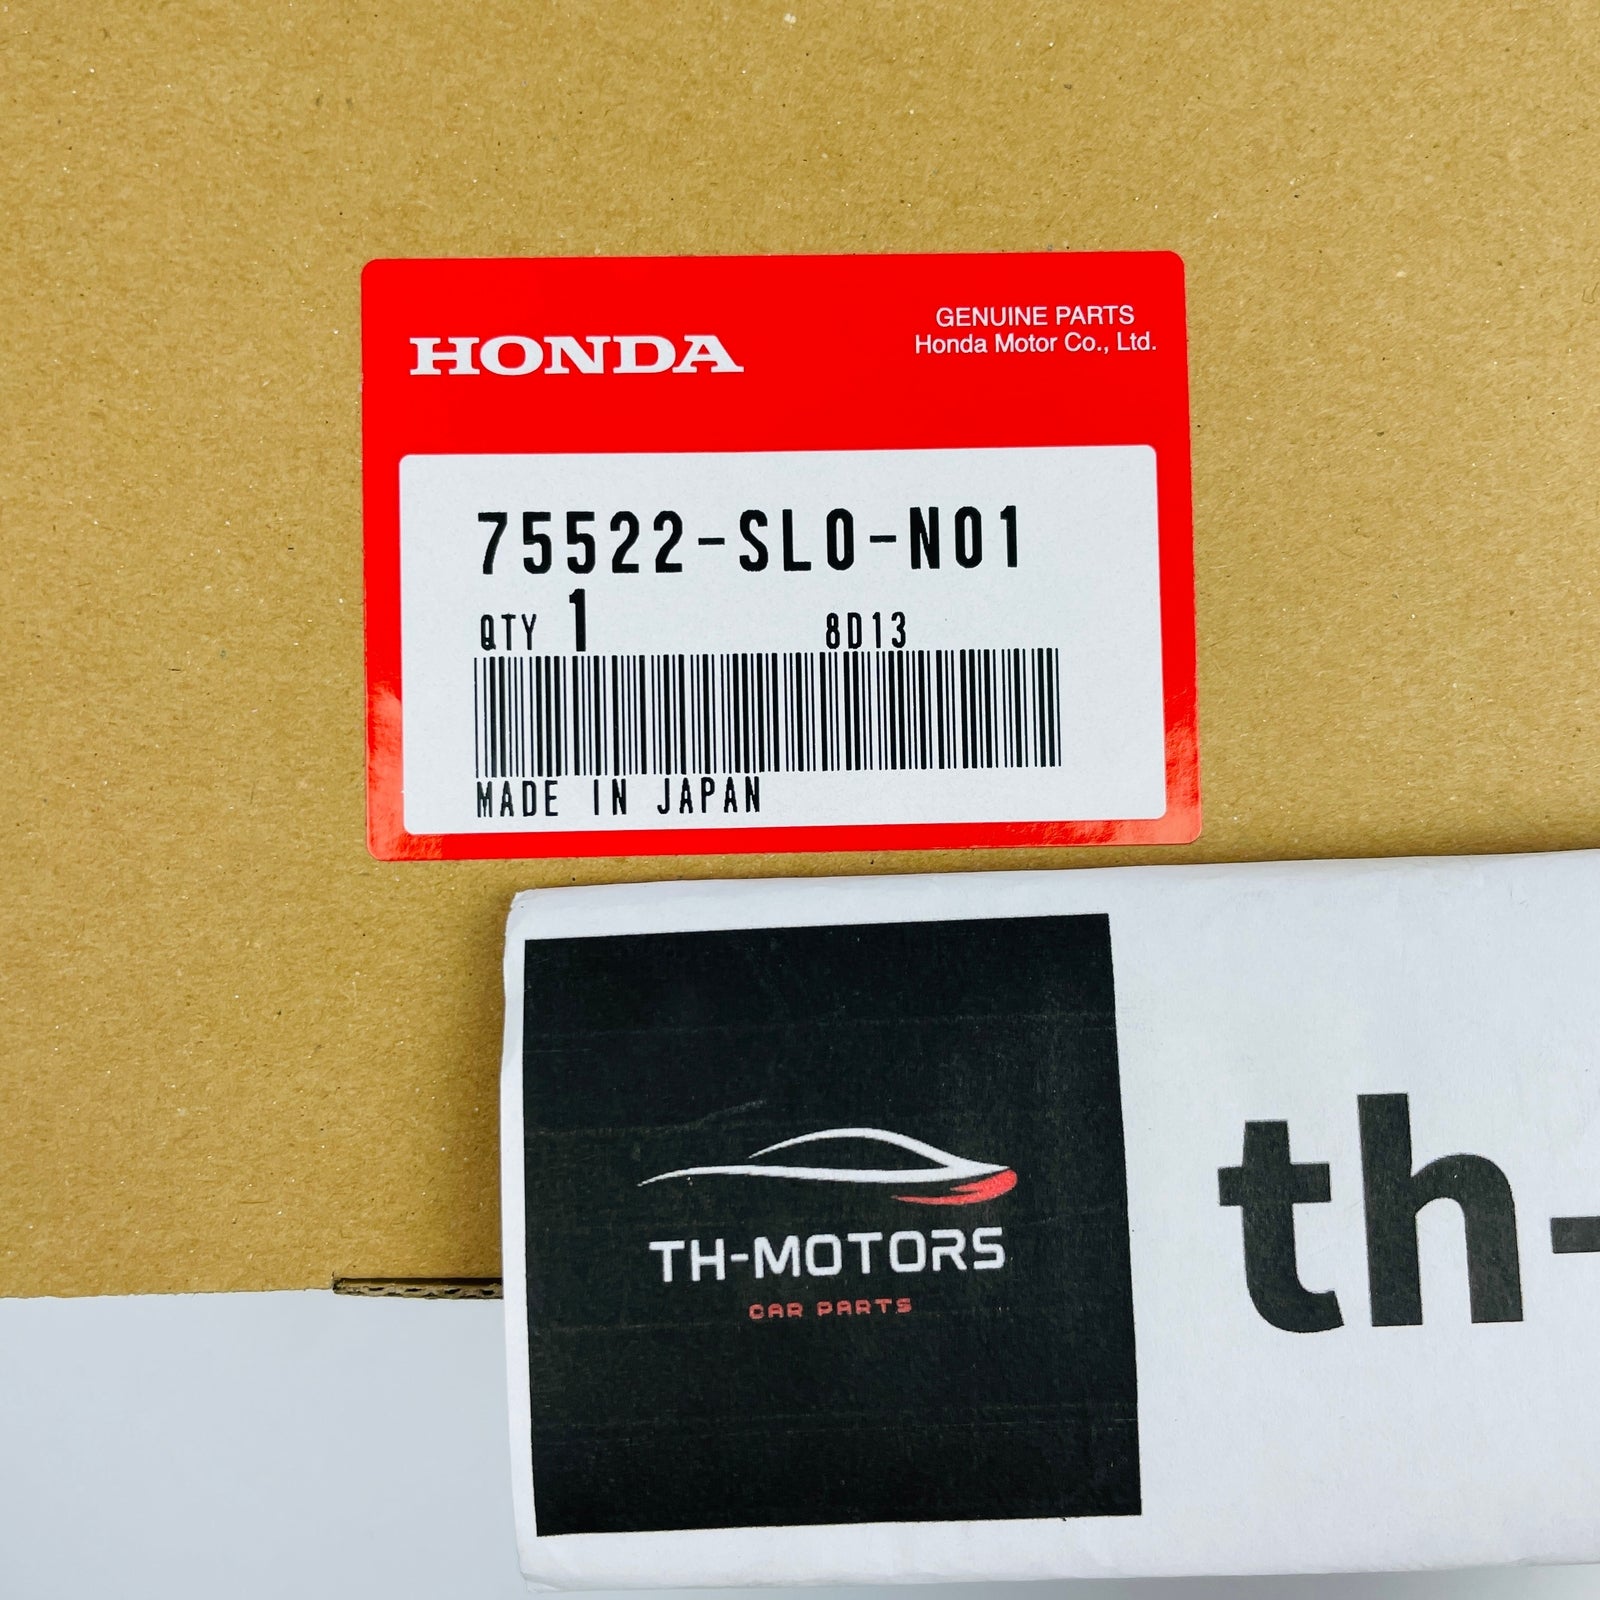 HONDA
GENUINE PARTS
Honda Motor Co., Ltd.
75522-SL0-N01
QTY 1 8D13
MADE IN JAPAN
TH-MOTORS
CAR PARTS
th-